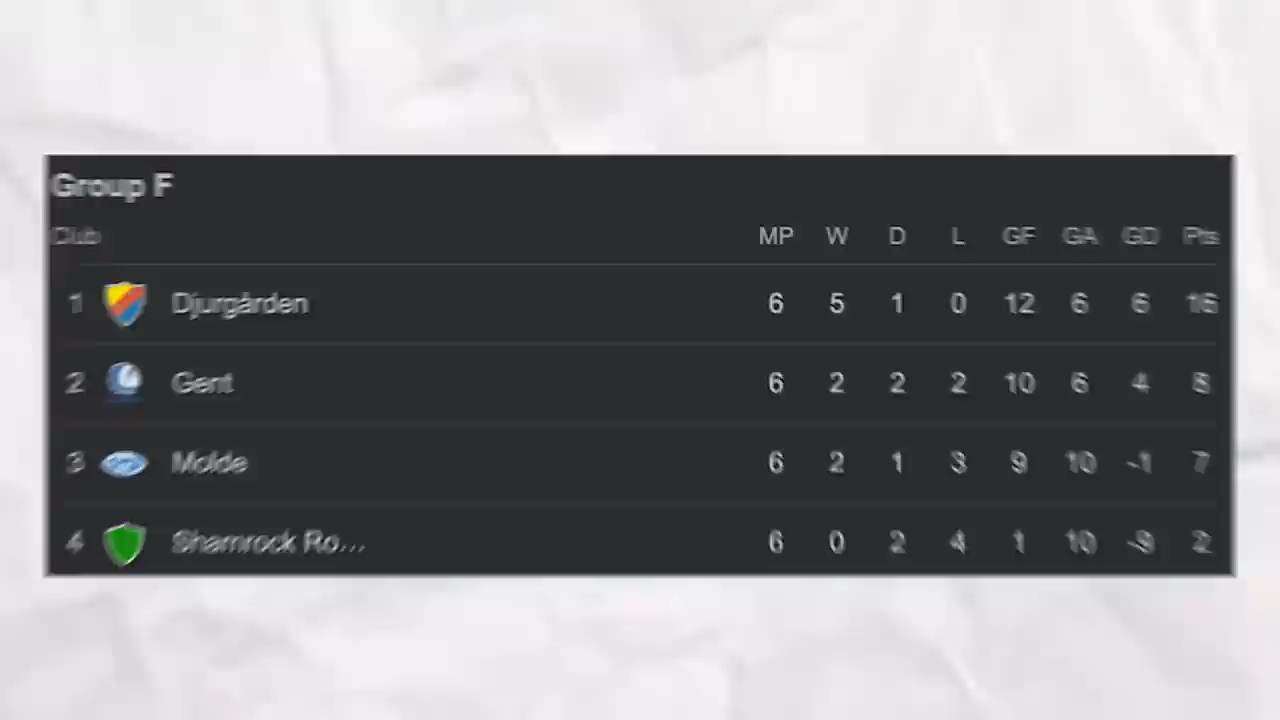 Group F
Club MP W D L GF GA GD Pts
1 Djurgården 6 5 1 0 12 6 6 16
2 Gent 6 2 2 2 10 6 4 8
3 Molde 6 2 1 3 9 10 -1 7
4 Shamrock Ro... 6 0 2 4 1 10 -9 2